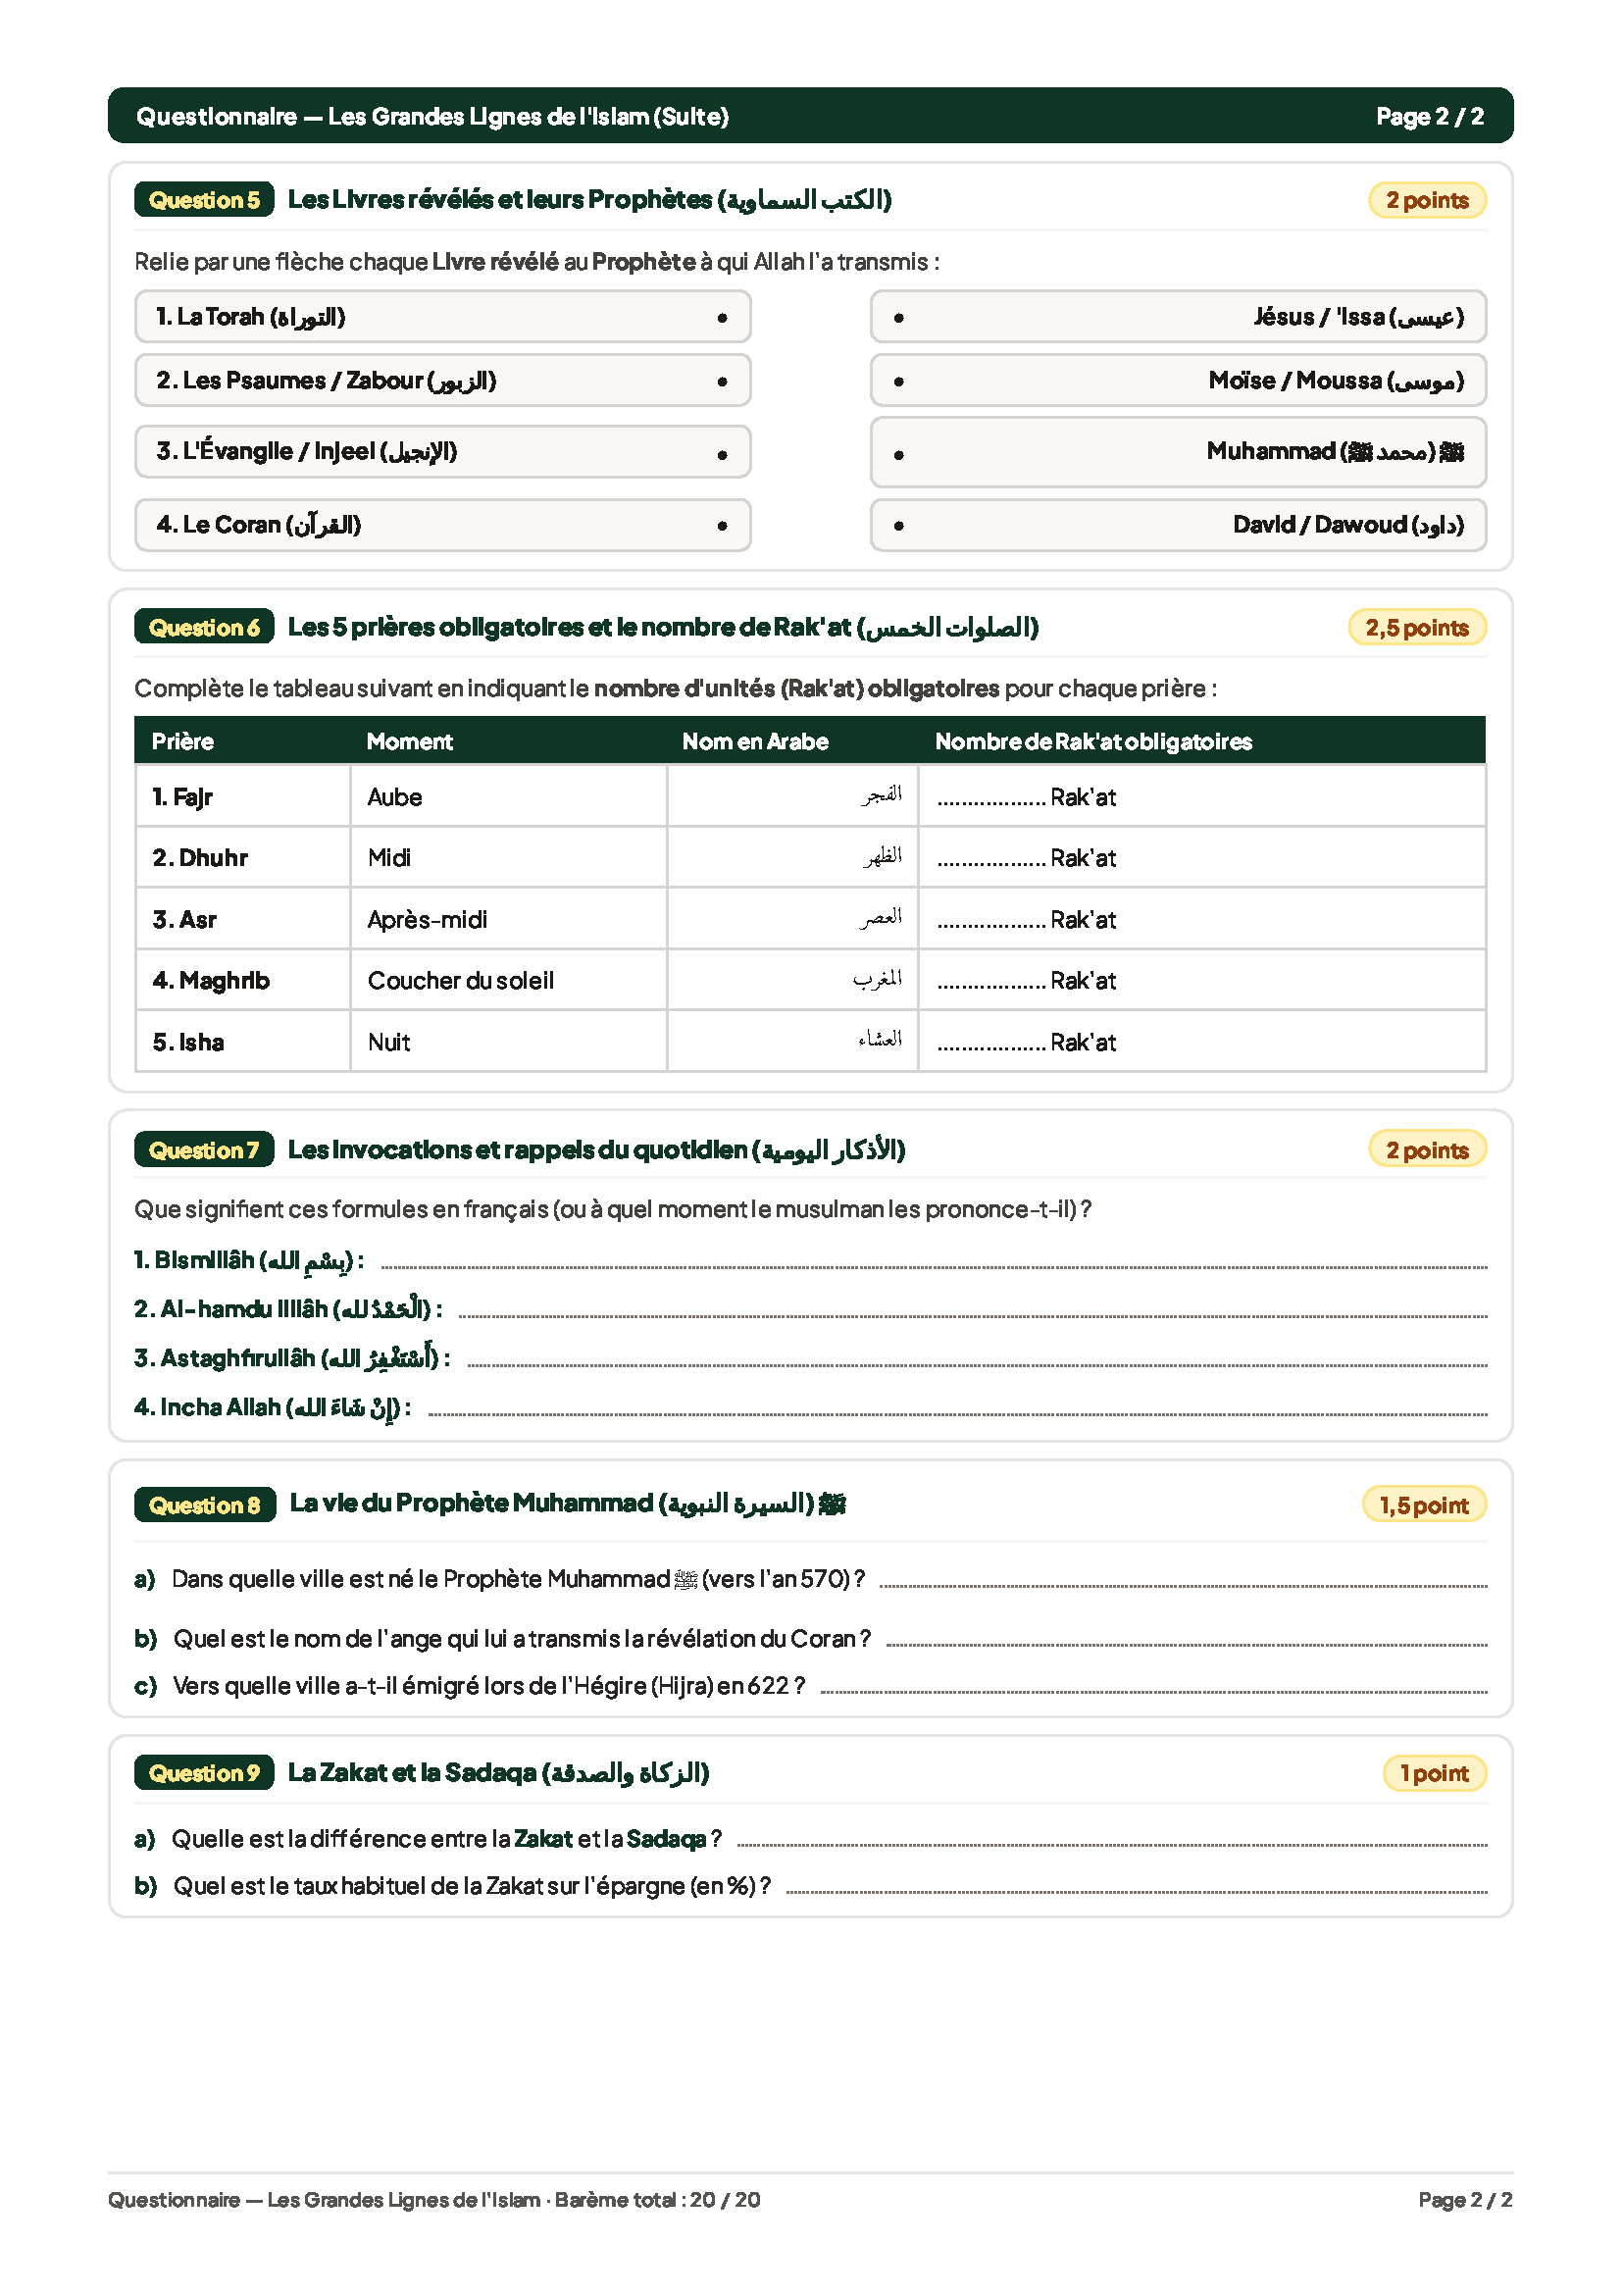 Questionnaire — Les Grandes Lignes de l'Islam (Suite) Page 2 / 2
Question 5 Les Livres révélés et leurs Prophètes (الكتب السماوية) 2 points
Relie par une flèche chaque Livre révélé au Prophète à qui Allah l'a transmis :
1. La Torah (التوراة) • • Jésus / 'Issa (عيسى)
2. Les Psaumes / Zabour (الزبور) • • Moïse / Moussa (موسى)
3. L'Évangile / Injeel (الإنجيل) • • Muhammad (محمد ﷺ) ﷺ
4. Le Coran (القرآن) • • David / Dawoud (داود)
Question 6 Les 5 prières obligatoires et le nombre de Rak'at (الصلوات الخمس) 2,5 points
Complète le tableau suivant en indiquant le nombre d'unités (Rak'at) obligatoires pour chaque prière :
Prière Moment Nom en Arabe Nombre de Rak'at obligatoires
1. Fajr Aube الفجر .................. Rak'at
2. Dhuhr Midi الظهر .................. Rak'at
3. Asr Après-midi العصر .................. Rak'at
4. Maghrib Coucher du soleil المغرب .................. Rak'at
5. Isha Nuit العشاء .................. Rak'at
Question 7 Les invocations et rappels du quotidien (الأذكار اليومية) 2 points
Que signifient ces formules en français (ou à quel moment le musulman les prononce-t-il) ?
1. Bismillâh (بِسْمِ الله) :
2. Al-hamdu lillâh (الْحَمْدُ لله) :
3. Astaghfirullâh (أَسْتَغْفِرُ الله) :
4. Incha Allah (إِنْ شَاءَ الله) :
Question 8 La vie du Prophète Muhammad (السيرة النبوية) ﷺ 1,5 point
a) Dans quelle ville est né le Prophète Muhammad ﷺ (vers l'an 570) ?
b) Quel est le nom de l'ange qui lui a transmis la révélation du Coran ?
c) Vers quelle ville a-t-il émigré lors de l'Hégire (Hijra) en 622 ?
Question 9 La Zakat et la Sadaqa (الزكاة والصدقة) 1 point
a) Quelle est la différence entre la Zakat et la Sadaqa ?
b) Quel est le taux habituel de la Zakat sur l'épargne (en %) ?
Questionnaire — Les Grandes Lignes de l'Islam · Barème total : 20 / 20 Page 2 / 2